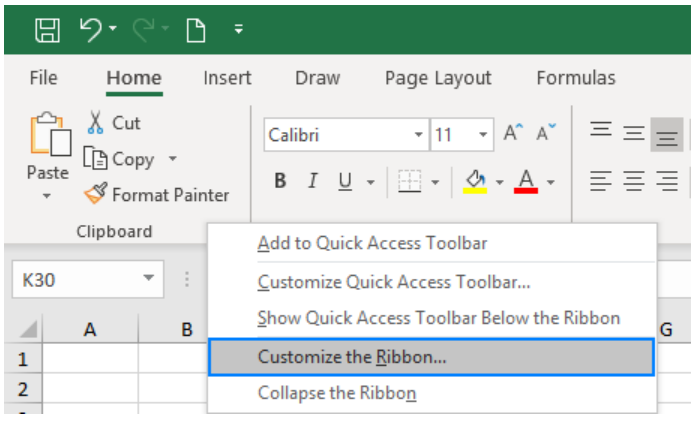 File Home Insert Draw Page Layout Formulas
Cut
Calibri 11 A A
Copy
Paste
B I U A
Format Painter
Clipboard
Add to Quick Access Toolbar
K30
Customize Quick Access Toolbar...
Show Quick Access Toolbar Below the Ribbon
A B G
Customize the Ribbon...
1
Collapse the Ribbon
2